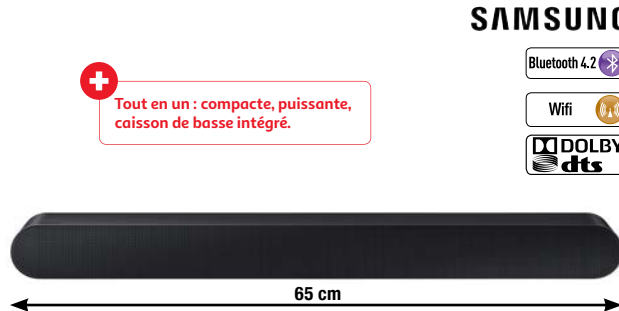 SAMSUNG
Bluetooth 4.2
Tout en un : compacte, puissante,
caisson de basse intégré.
Wifi
DOLBY
dts
65 cm